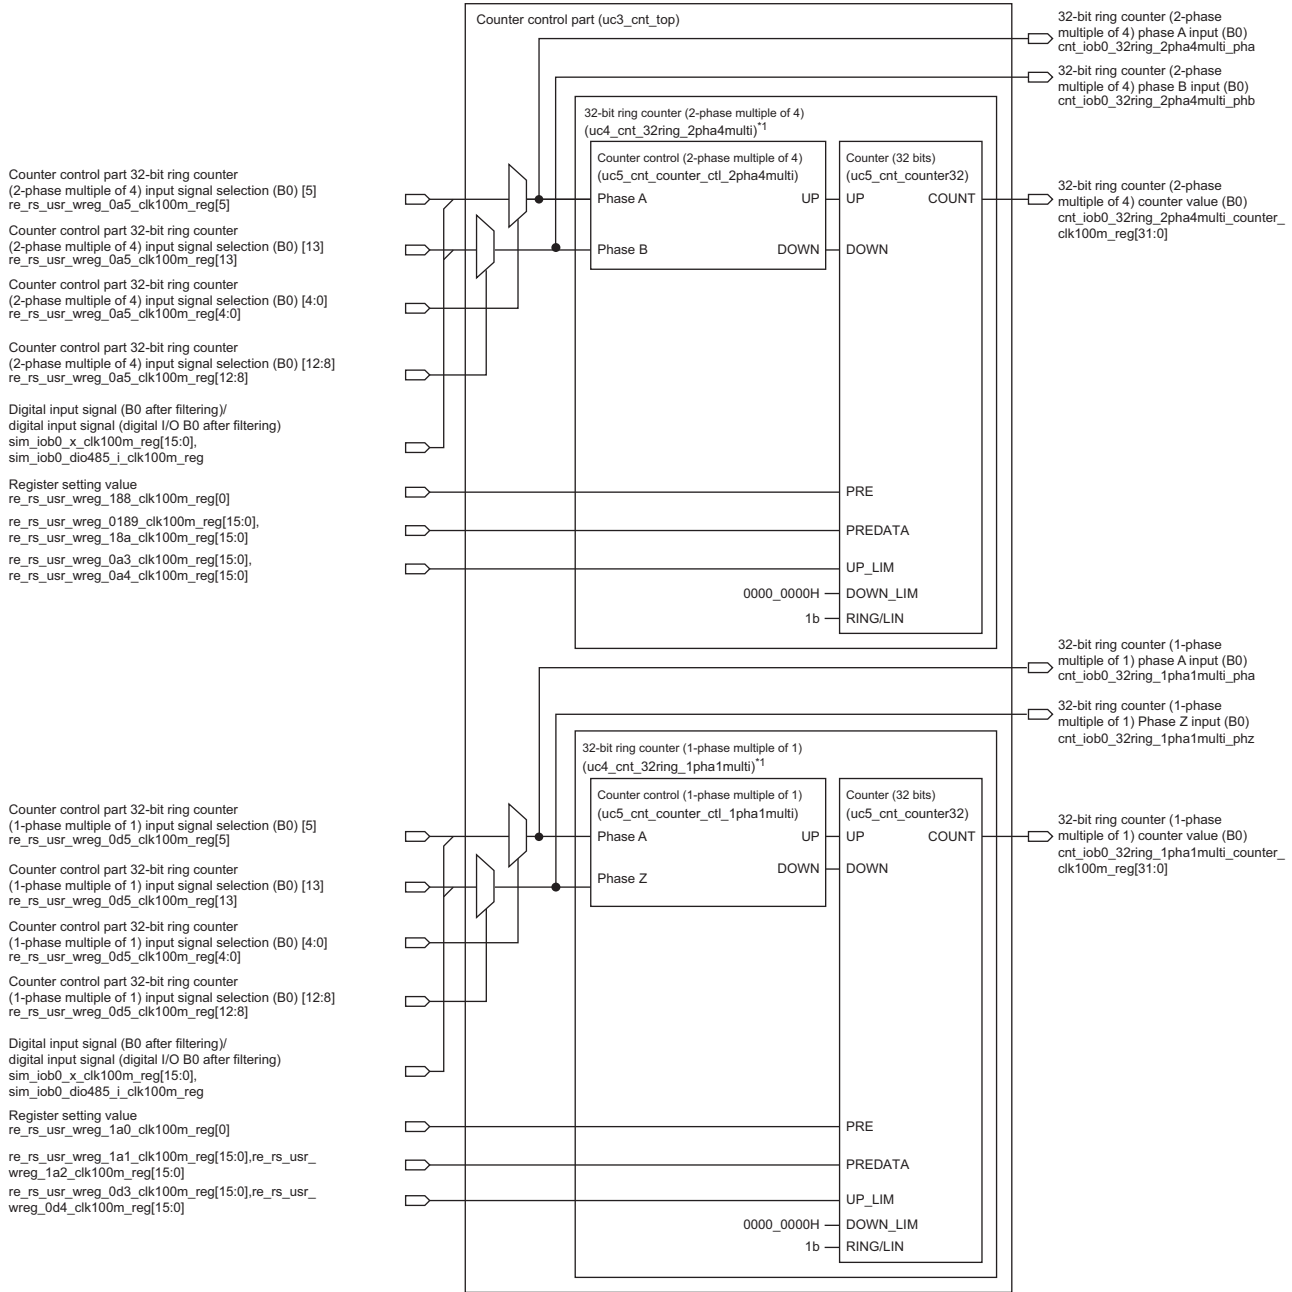 Counter control part (uc3_cnt_top)
32-bit ring counter (2-phase
multiple of 4) phase A input (B0)
cnt_iob0_32ring_2pha4multi_pha
32-bit ring counter (2-phase
multiple of 4) phase B input (B0)
cnt_iob0_32ring_2pha4multi_phb
32-bit ring counter (2-phase multiple of 4)
(uc4_cnt_32ring_2pha4multi)*1
Counter control (2-phase multiple of 4)
(uc5_cnt_counter_ctl_2pha4multi)
Phase A
UP
Phase B
DOWN
Counter (32 bits)
(uc5_cnt_counter32)
UP
COUNT
DOWN
PRE
PREDATA
UP_LIM
0000_0000H
DOWN_LIM
1b
RING/LIN
32-bit ring counter (2-phase
multiple of 4) counter value (B0)
cnt_iob0_32ring_2pha4multi_counter_
clk100m_reg[31:0]
Counter control part 32-bit ring counter
(2-phase multiple of 4) input signal selection (B0) [5]
re_rs_usr_wreg_0a5_clk100m_reg[5]
Counter control part 32-bit ring counter
(2-phase multiple of 4) input signal selection (B0) [13]
re_rs_usr_wreg_0a5_clk100m_reg[13]
Counter control part 32-bit ring counter
(2-phase multiple of 4) input signal selection (B0) [4:0]
re_rs_usr_wreg_0a5_clk100m_reg[4:0]
Counter control part 32-bit ring counter
(2-phase multiple of 4) input signal selection (B0) [12:8]
re_rs_usr_wreg_0a5_clk100m_reg[12:8]
Digital input signal (B0 after filtering)/
digital input signal (digital I/O B0 after filtering)
sim_iob0_x_clk100m_reg[15:0],
sim_iob0_dio485_i_clk100m_reg
Register setting value
re_rs_usr_wreg_188_clk100m_reg[0]
re_rs_usr_wreg_0189_clk100m_reg[15:0],
re_rs_usr_wreg_18a_clk100m_reg[15:0]
re_rs_usr_wreg_0a3_clk100m_reg[15:0],
re_rs_usr_wreg_0a4_clk100m_reg[15:0]
32-bit ring counter (1-phase
multiple of 1) phase A input (B0)
cnt_iob0_32ring_1pha1multi_pha
32-bit ring counter (1-phase
multiple of 1) Phase Z input (B0)
cnt_iob0_32ring_1pha1multi_phz
32-bit ring counter (1-phase multiple of 1)
(uc4_cnt_32ring_1pha1multi)*1
Counter control (1-phase multiple of 1)
(uc5_cnt_counter_ctl_1pha1multi)
Phase A
UP
DOWN
Phase Z
Counter (32 bits)
(uc5_cnt_counter32)
UP
COUNT
DOWN
PRE
PREDATA
UP_LIM
0000_0000H
DOWN_LIM
1b
RING/LIN
32-bit ring counter (1-phase
multiple of 1) counter value (B0)
cnt_iob0_32ring_1pha1multi_counter_
clk100m_reg[31:0]
Counter control part 32-bit ring counter
(1-phase multiple of 1) input signal selection (B0) [5]
re_rs_usr_wreg_0d5_clk100m_reg[5]
Counter control part 32-bit ring counter
(1-phase multiple of 1) input signal selection (B0) [13]
re_rs_usr_wreg_0d5_clk100m_reg[13]
Counter control part 32-bit ring counter
(1-phase multiple of 1) input signal selection (B0) [4:0]
re_rs_usr_wreg_0d5_clk100m_reg[4:0]
Counter control part 32-bit ring counter
(1-phase multiple of 1) input signal selection (B0) [12:8]
re_rs_usr_wreg_0d5_clk100m_reg[12:8]
Digital input signal (B0 after filtering)/
digital input signal (digital I/O B0 after filtering)
sim_iob0_x_clk100m_reg[15:0],
sim_iob0_dio485_i_clk100m_reg
Register setting value
re_rs_usr_wreg_1a0_clk100m_reg[0]
re_rs_usr_wreg_1a1_clk100m_reg[15:0],re_rs_usr_
wreg_1a2_clk100m_reg[15:0]
re_rs_usr_wreg_0d3_clk100m_reg[15:0],re_rs_usr_
wreg_0d4_clk100m_reg[15:0]